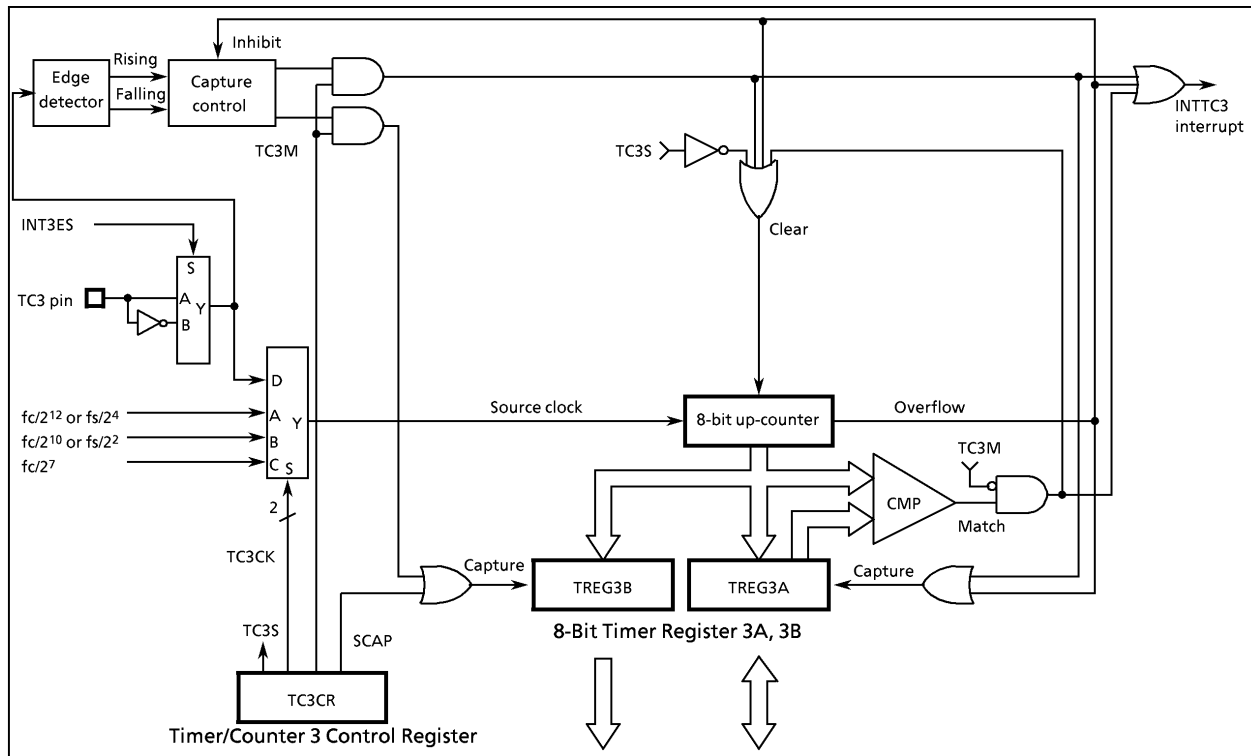 Inhibit
Rising
Edge
detector
Falling
Capture
control
INTTC3
interrupt
TC3M
TC3S
Clear
INT3ES
S
TC3 pin
A
Y
B
D
fc/2¹² or fs/2⁴
A
Y
Source clock
8-bit up-counter
Overflow
fc/2¹⁰ or fs/2²
B
fc/2⁷
C
S
TC3M
CMP
Match
2
TC3CK
Capture
TREG3B
TREG3A
Capture
8-Bit Timer Register 3A, 3B
TC3S
SCAP
TC3CR
Timer/Counter 3 Control Register